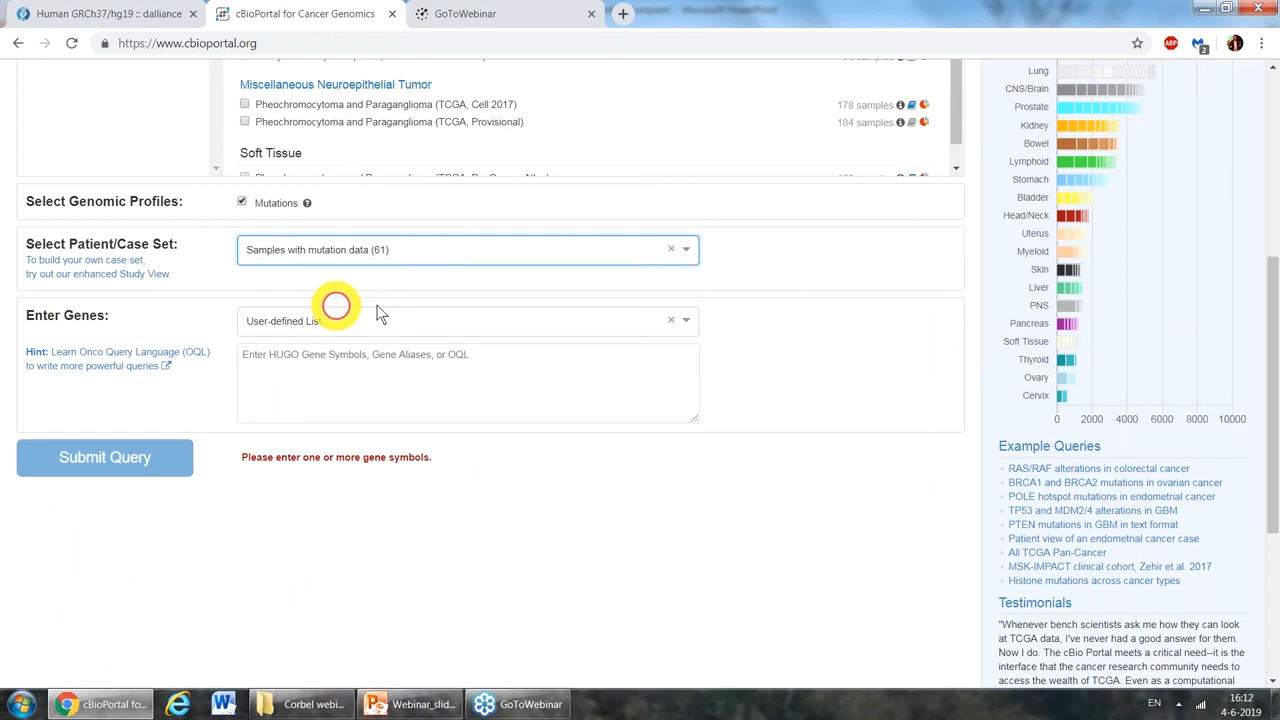 Human GRCh37/hg19 :: dalliance
cBioPortal for Cancer Genomics
GoToWebinar
https://www.cbioportal.org
ABP
2
Miscellaneous Neuroepithelial Tumor
Pheochromocytoma and Paraganglioma (TCGA, Cell 2017)
178 samples
Pheochromocytoma and Paraganglioma (TCGA, Provisional)
184 samples
Soft Tissue
Select Genomic Profiles:
Mutations
Select Patient/Case Set:
To build your own case set,
try out our enhanced Study View.
Samples with mutation data (61)
Enter Genes:
User-defined List
Hint: Learn Onco Query Language (OQL)
to write more powerful queries
Enter HUGO Gene Symbols, Gene Aliases, or OQL
Submit Query
Please enter one or more gene symbols.
Lung
CNS/Brain
Prostate
Kidney
Bowel
Lymphoid
Stomach
Bladder
Head/Neck
Uterus
Myeloid
Skin
Liver
PNS
Pancreas
Soft Tissue
Thyroid
Ovary
Cervix
0 2000 4000 6000 8000 10000
Example Queries
RAS/RAF alterations in colorectal cancer
BRCA1 and BRCA2 mutations in ovarian cancer
POLE hotspot mutations in endometrial cancer
TP53 and MDM2/4 alterations in GBM
PTEN mutations in GBM in text format
Patient view of an endometrial cancer case
All TCGA Pan-Cancer
MSK-IMPACT clinical cohort, Zehir et al. 2017
Histone mutations across cancer types
Testimonials
"Whenever bench scientists ask me how they can look
at TCGA data, I've never had a good answer for them.
Now I do. The cBio Portal meets a critical need--it is the
interface that the cancer research community needs to
access the wealth of TCGA. Even as a computational
cBioPortal fo...
Corbel webi...
Webinar_slid...
GoToWebinar
EN
16:12
4-6-2019